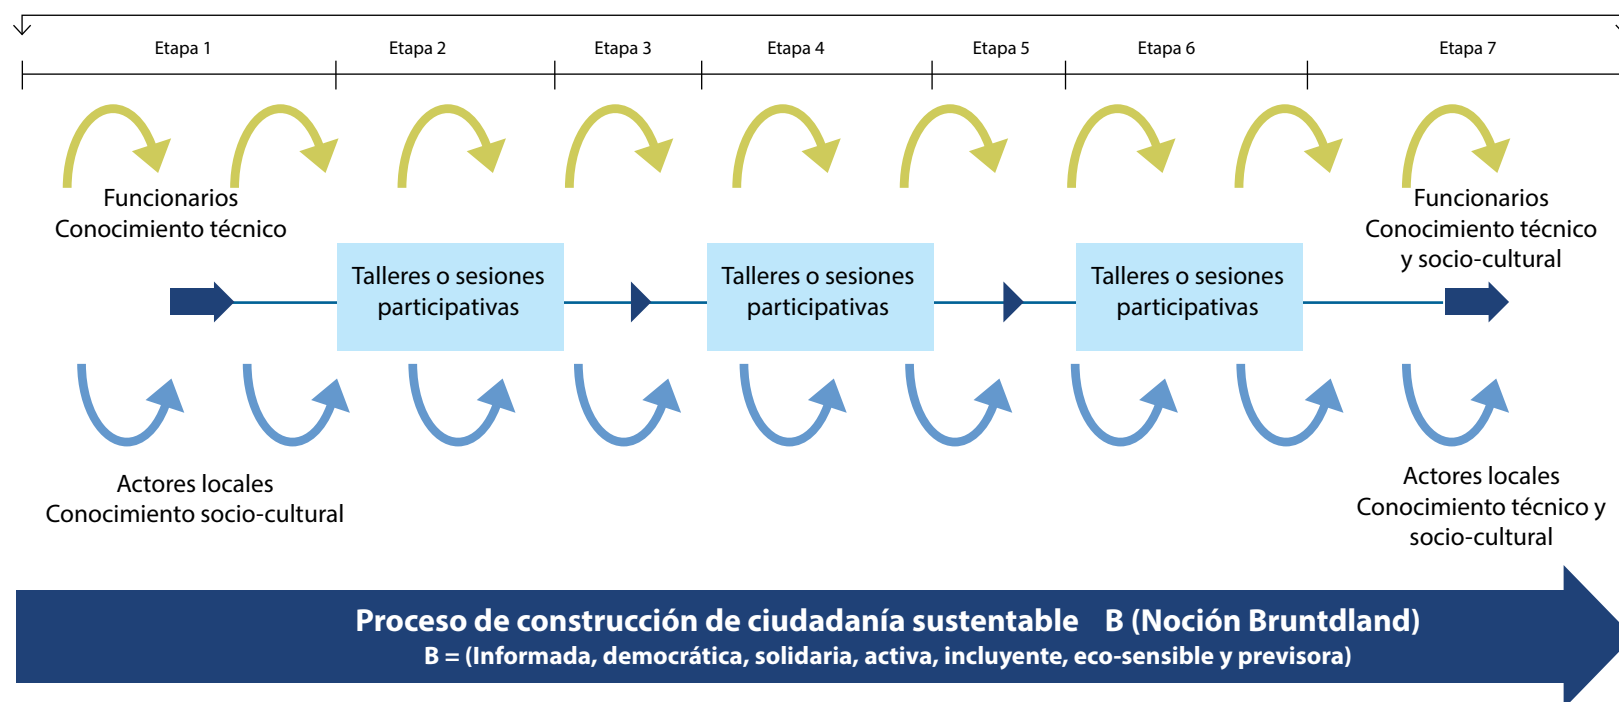 Etapa 1
Etapa 2
Etapa 3
Etapa 4
Etapa 5
Etapa 6
Etapa 7
Funcionarios
Conocimiento técnico
Funcionarios
Conocimiento técnico
y socio-cultural
Talleres o sesiones
participativas
Talleres o sesiones
participativas
Talleres o sesiones
participativas
Actores locales
Conocimiento socio-cultural
Actores locales
Conocimiento técnico y
socio-cultural
Proceso de construcción de ciudadanía sustentable B (Noción Bruntdland)
B = (Informada, democrática, solidaria, activa, incluyente, eco-sensible y previsora)